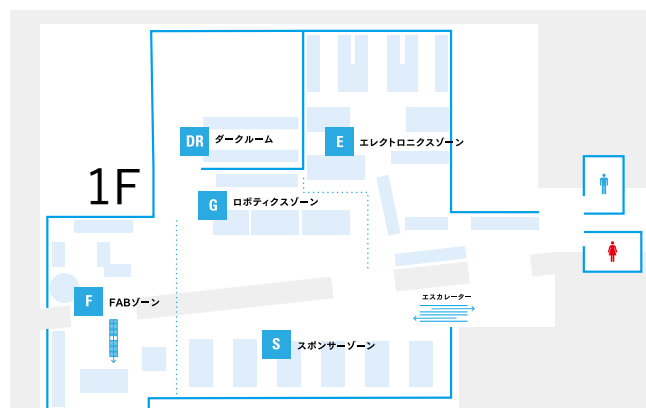 DR ダークルーム
E エレクトロニクスゾーン
1F
G ロボティクスゾーン
F FABゾーン
エスカレーター
S スポンサーゾーン